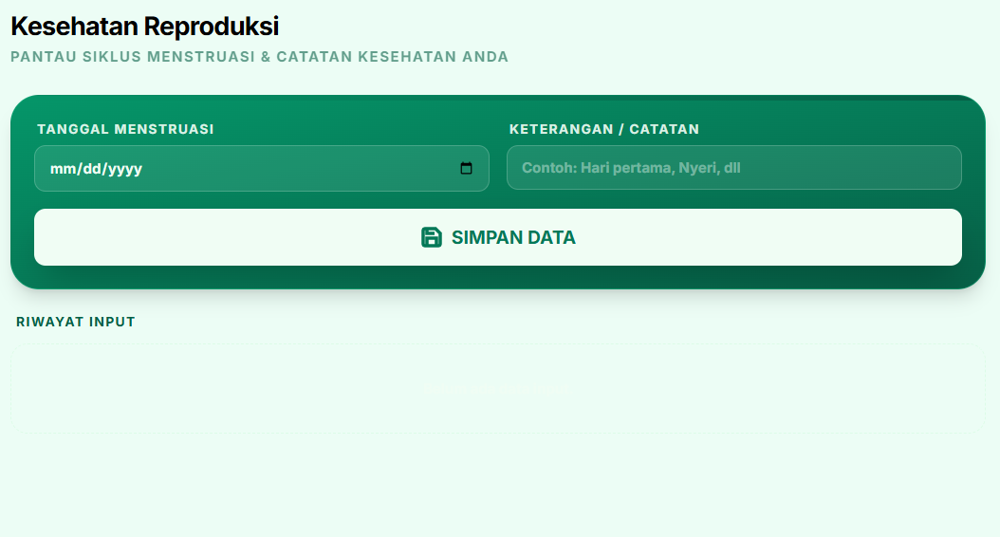 Kesehatan Reproduksi
PANTAU SIKLUS MENSTRUASI & CATATAN KESEHATAN ANDA
TANGGAL MENSTRUASI
KETERANGAN / CATATAN
mm/dd/yyyy
Contoh: Hari pertama, Nyeri, dll
SIMPAN DATA
RIWAYAT INPUT